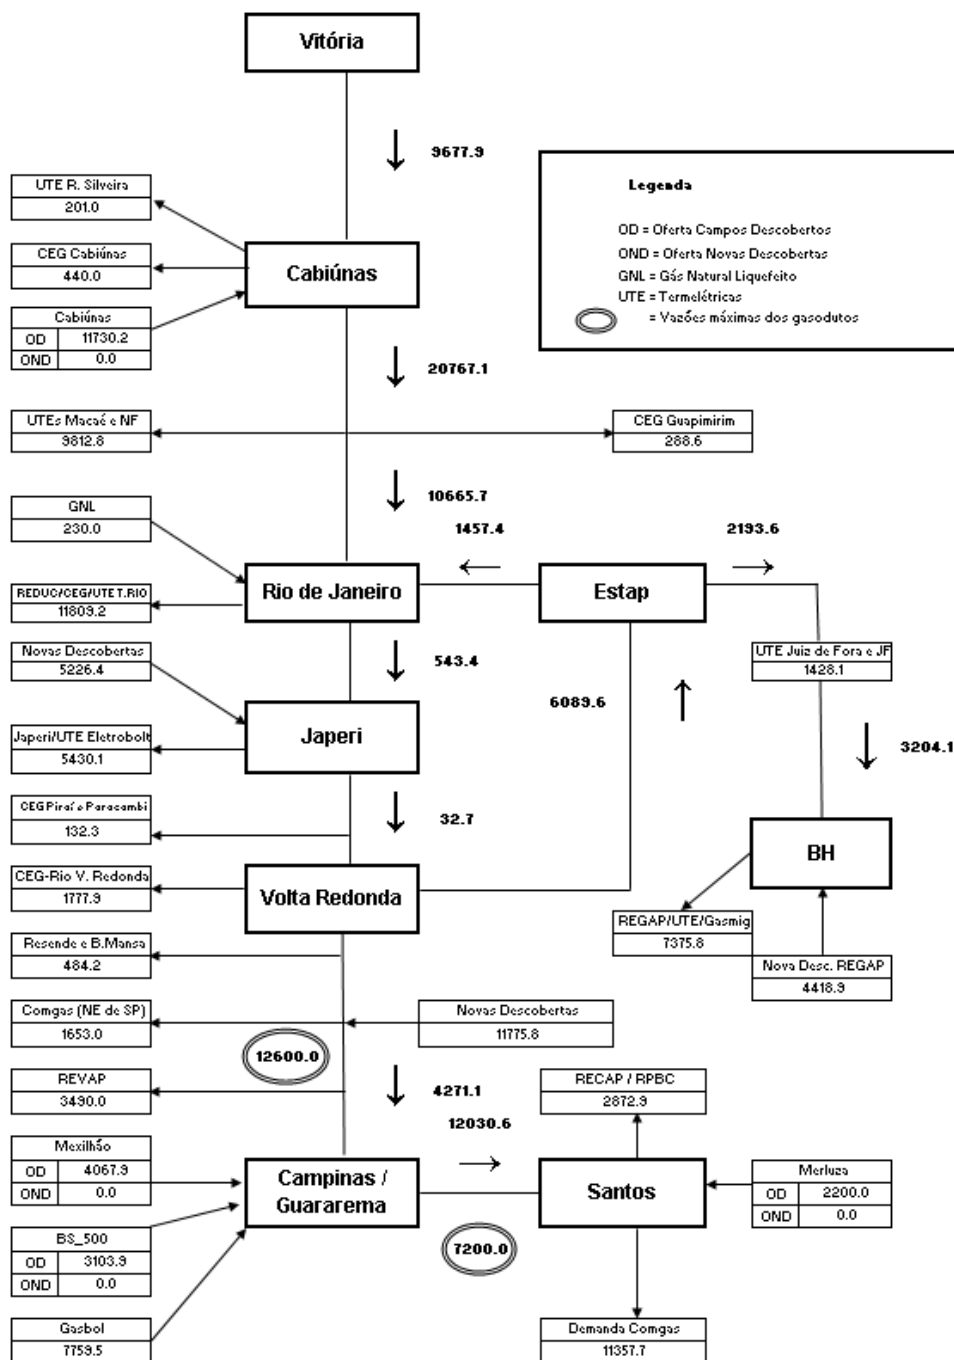 Vitória
9677.9
UTE R. Silveira
201.0
Legenda
OD = Oferta Campos Descobertos
OND = Oferta Novas Descobertas
GNL = Gás Natural Liquefeito
UTE = Termelétricas
= Vazões máximas dos gasodutos
CEG Cabiúnas
440.0
Cabiúnas
Cabiúnas
OD 11730.2
OND 0.0
20767.1
UTEs Macaé e NF
9812.8
CEG Guapimirim
288.6
10665.7
GNL
230.0
1457.4
2193.6
Rio de Janeiro
Estap
REDUC/CEG/UTE T.RIO
11809.2
Novas Descobertas
5226.4
543.4
UTE Juiz de Fora e JF
1428.1
6089.6
Japeri
Japeri/UTE Eletrobolt
5430.1
3204.1
CEG Piraí e Paracambi
132.3
32.7
BH
CEG-Rio V. Redonda
1777.9
Volta Redonda
REGAP/UTE/Gasmig
7375.8
Resende e B.Mansa
484.2
Nova Desc. REGAP
4418.9
Comgas (NE de SP)
1653.0
Novas Descobertas
11775.8
12600.0
REVAP
3490.0
4271.1
RECAP / RPBC
2872.9
12030.6
Mexilhão
OD 4067.9
OND 0.0
Campinas /
Guararema
Santos
Merluza
OD 2200.0
OND 0.0
BS_500
OD 3103.9
OND 0.0
7200.0
Gasbol
7759.5
Demanda Comgas
11357.7